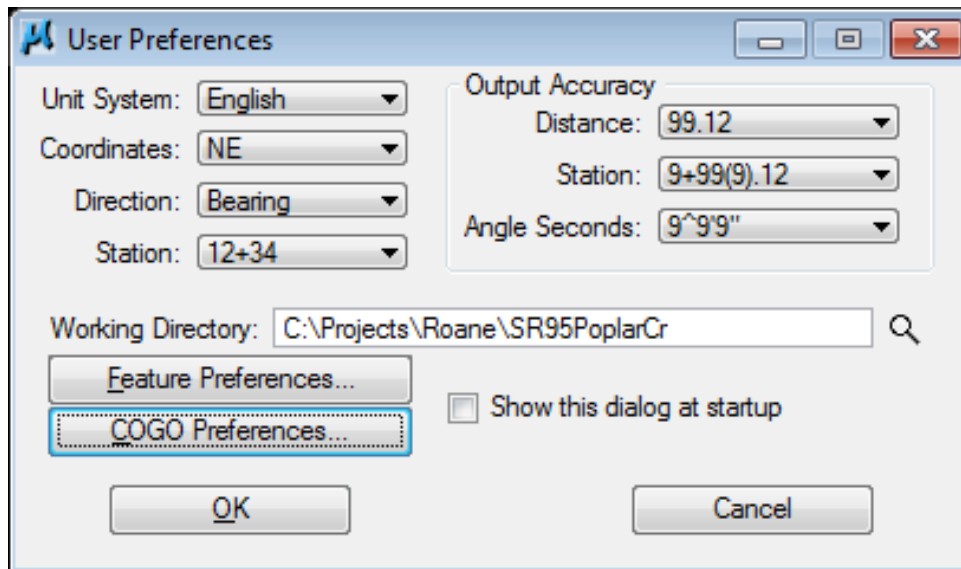 User Preferences
Unit System: English
Coordinates: NE
Direction: Bearing
Station: 12+34
Output Accuracy
Distance: 99.12
Station: 9+99(9).12
Angle Seconds: 9^9'9"
Working Directory: C:\Projects\Roane\SR95PoplarCr
Feature Preferences...
COGO Preferences...
Show this dialog at startup
OK
Cancel